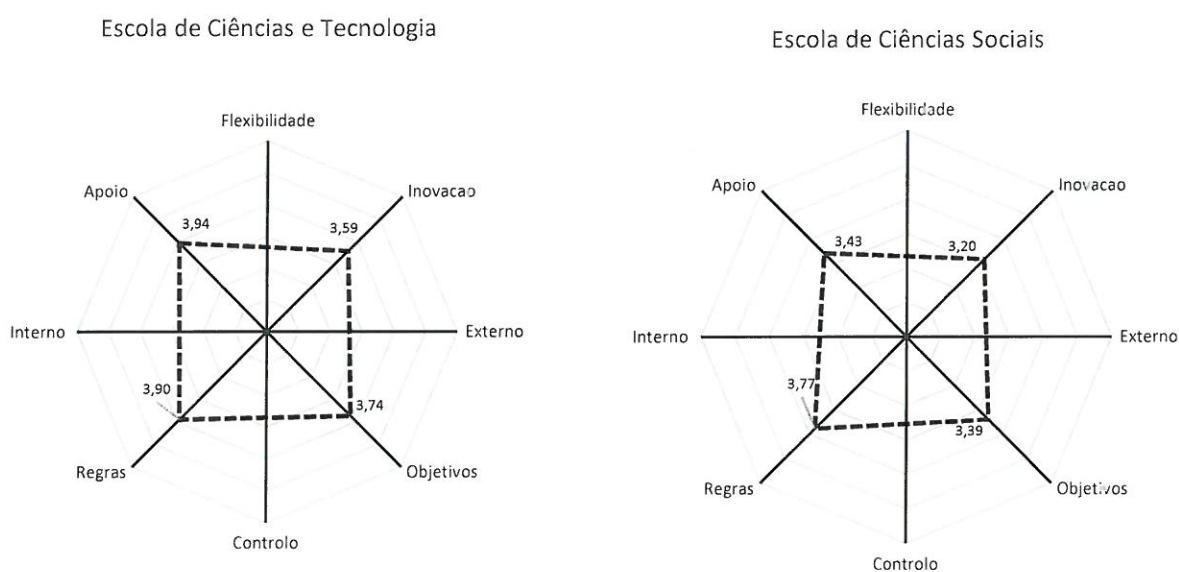 Escola de Ciências e Tecnologia
Flexibilidade
Apoio
Inovacao
3,94
3,59
Interno
Externo
3,90
3,74
Regras
Objetivos
Controlo
Escola de Ciências Sociais
Flexibilidade
Apoio
Inovacao
3,43
3,20
Interno
Externo
3,77
3,39
Regras
Objetivos
Controlo